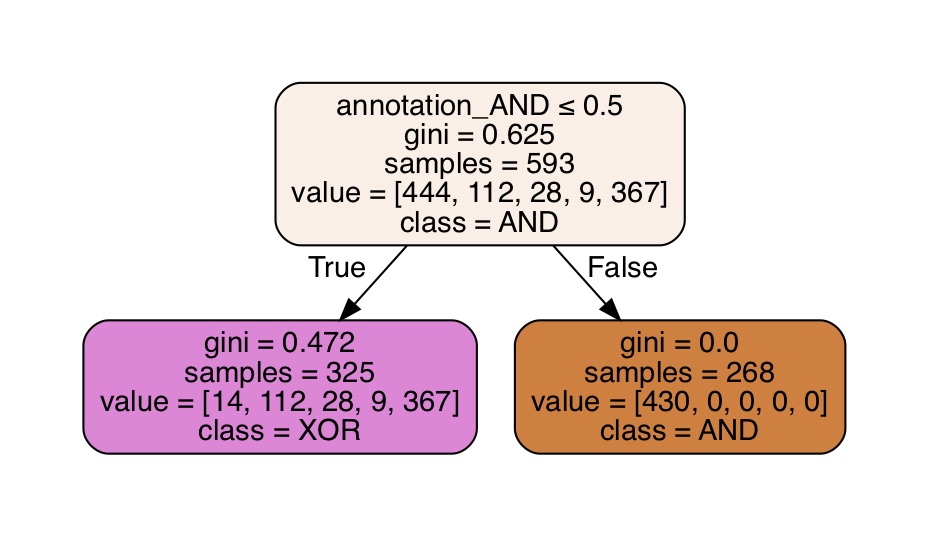 annotation_AND ≤ 0.5
gini = 0.625
samples = 593
value = [444, 112, 28, 9, 367]
class = AND
True
False
gini = 0.472
samples = 325
value = [14, 112, 28, 9, 367]
class = XOR
gini = 0.0
samples = 268
value = [430, 0, 0, 0, 0]
class = AND